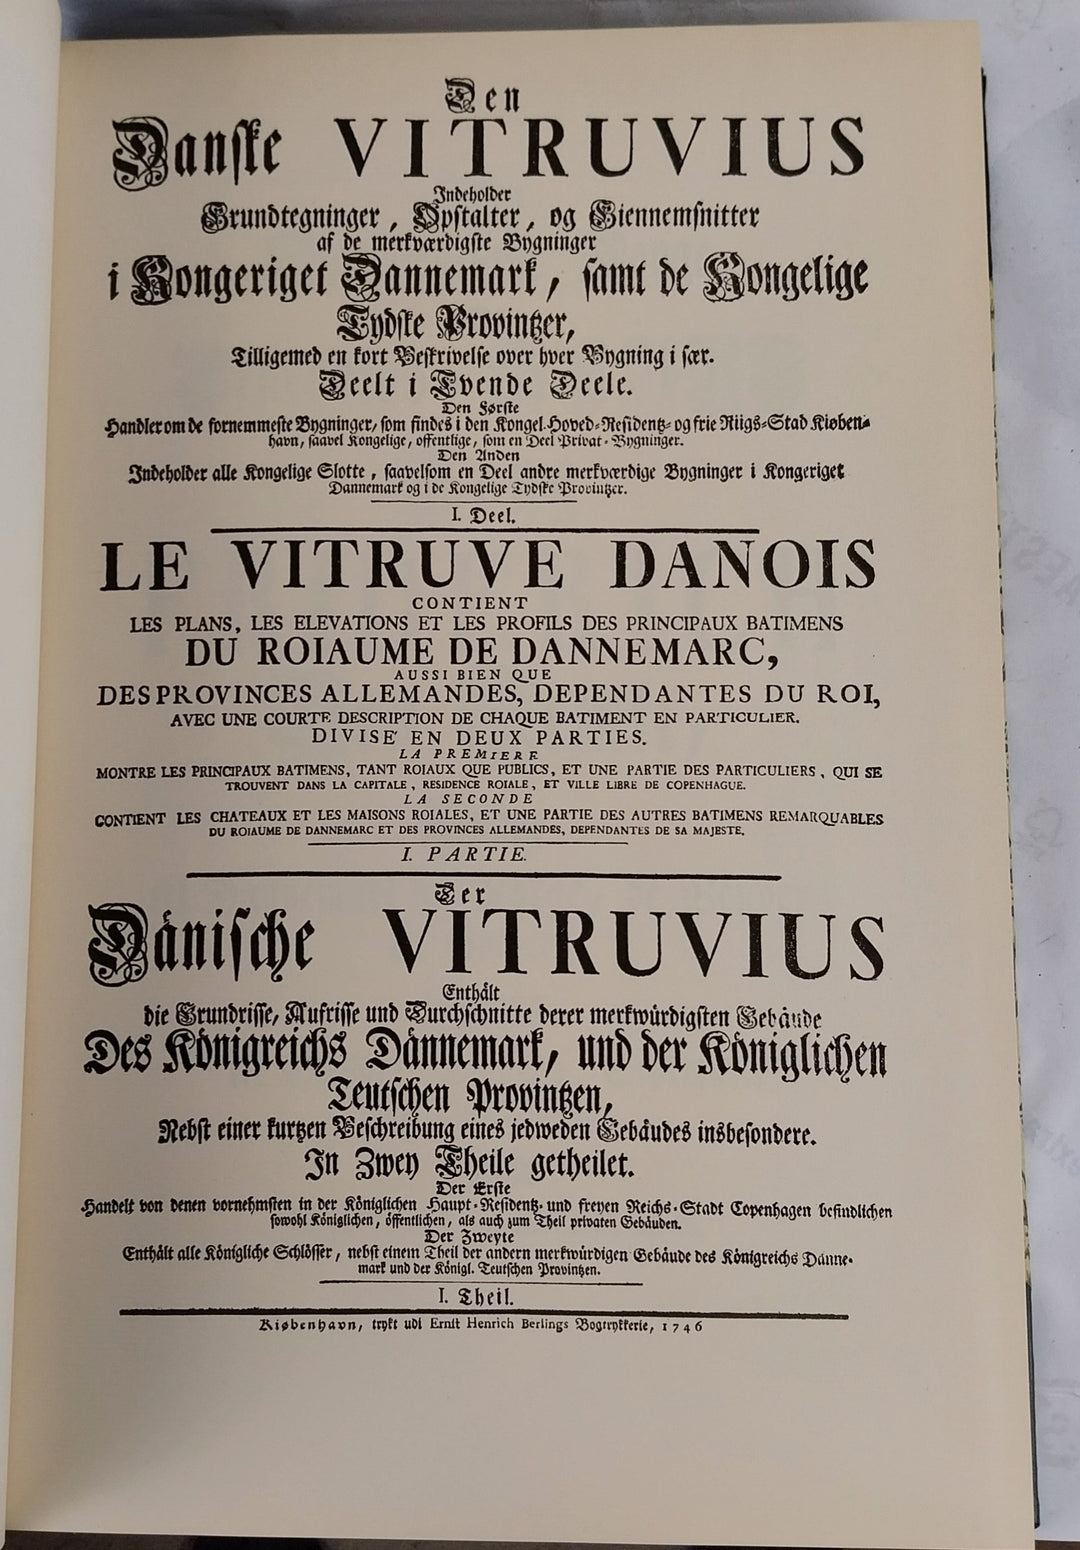 Den
Danske VITRUVIUS
Indeholder
Grundtegninger, Opstalter, og Giennemsnitter
af de merkværdigste Bygninger
i Kongeriget Dannemark, samt de Kongelige
Tydske Provintzer,
Tilligemed en kort Beskrivelse over hver Bygning i sær.
Deelt i Tvende Deele.
Den Første
Handler om de fornemmeste Bygninger, som findes i den Kongel. Hoved-Residentz- og frie Riigs-Stad Kiøben-
havn, saavel Kongelige, offentlige, som en Deel Privat-Bygninger.
Den Anden
Indeholder alle Kongelige Slotte, saavelsom en Deel andre merkværdige Bygninger i Kongeriget
Dannemark og i de Kongelige Tydske Provintzer.
I. Deel.
LE VITRUVE DANOIS
CONTIENT
LES PLANS, LES ELEVATIONS ET LES PROFILS DES PRINCIPAUX BATIMENS
DU ROIAUME DE DANNEMARC,
AUSSI BIEN QUE
DES PROVINCES ALLEMANDES, DEPENDANTES DU ROI,
AVEC UNE COURTE DESCRIPTION DE CHAQUE BATIMENT EN PARTICULIER.
DIVISE' EN DEUX PARTIES.
LA PREMIERE
MONTRE LES PRINCIPAUX BATIMENS, TANT ROIAUX QUE PUBLICS, ET UNE PARTIE DES PARTICULIERS, QUI SE
TROUVENT DANS LA CAPITALE, RESIDENCE ROIALE, ET VILLE LIBRE DE COPENHAGUE.
LA SECONDE
CONTIENT LES CHATEAUX ET LES MAISONS ROIALES, ET UNE PARTIE DES AUTRES BATIMENS REMARQUABLES
DU ROIAUME DE DANNEMARC ET DES PROVINCES ALLEMANDES, DEPENDANTES DE SA MAJESTE.
I. PARTIE.
Der
Dänische VITRUVIUS
Enthält
die Grundrisse, Aufrisse und Durchschnitte derer merkwürdigsten Gebäude
Des Königreichs Dännemark, und der Königlichen
Teutschen Provintzen,
Nebst einer kurtzen Beschreibung eines jedweden Gebäudes insbesondere.
In Zwey Theile getheilet.
Der Erste
Handelt von denen vornehmsten in der Königlichen Haupt-Residentz- und freyen Reichs-Stadt Copenhagen befindlichen
sowohl Königlichen, öffentlichen, als auch zum Theil privaten Gebäuden.
Der Zweyte
Enthält alle Königliche Schlösser, nebst einem Theil der andern merkwürdigen Gebäude des Königreichs Dänne-
mark und der Königl. Teutschen Provintzen.
I. Theil.
Kiøbenhavn, trykt udi Ernst Henrich Berlings Bogtrykkerie, 1746